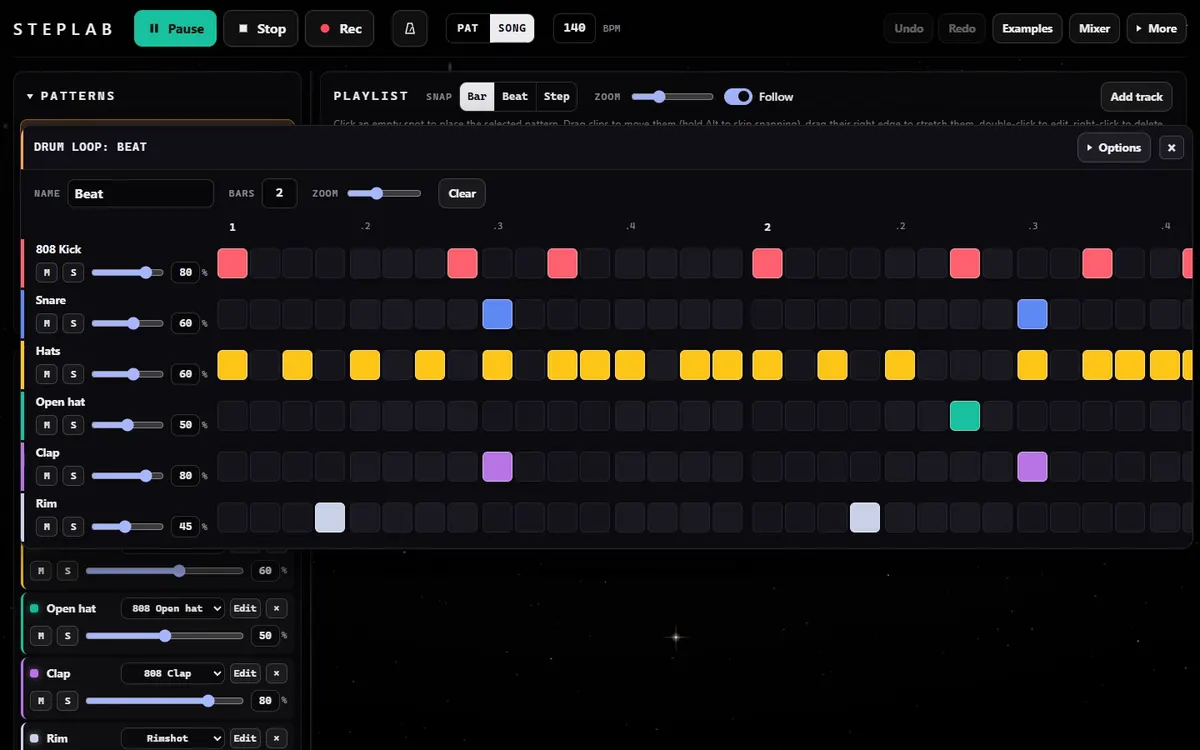 STEPLAB Pause Stop Rec PAT SONG 140 BPM Undo Redo Examples Mixer More
PATTERNS
PLAYLIST SNAP Bar Beat Step ZOOM Follow Add track
Click an empty spot to place the selected pattern. Drag clips to move them (hold Alt to skip snapping), drag their right edge to stretch them, double-click to edit, right-click to delete.
DRUM LOOP: BEAT Options ×
NAME Beat BARS 2 ZOOM Clear
1 .2 .3 .4 2 .2 .3 .4
808 Kick
M S 80 %
Snare
M S 60 %
Hats
M S 60 %
Open hat
M S 50 %
Clap
M S 80 %
Rim
M S 45 %
M S 60 %
Open hat 808 Open hat Edit ×
M S 50 %
Clap 808 Clap Edit ×
M S 80 %
Rim Rimshot Edit ×